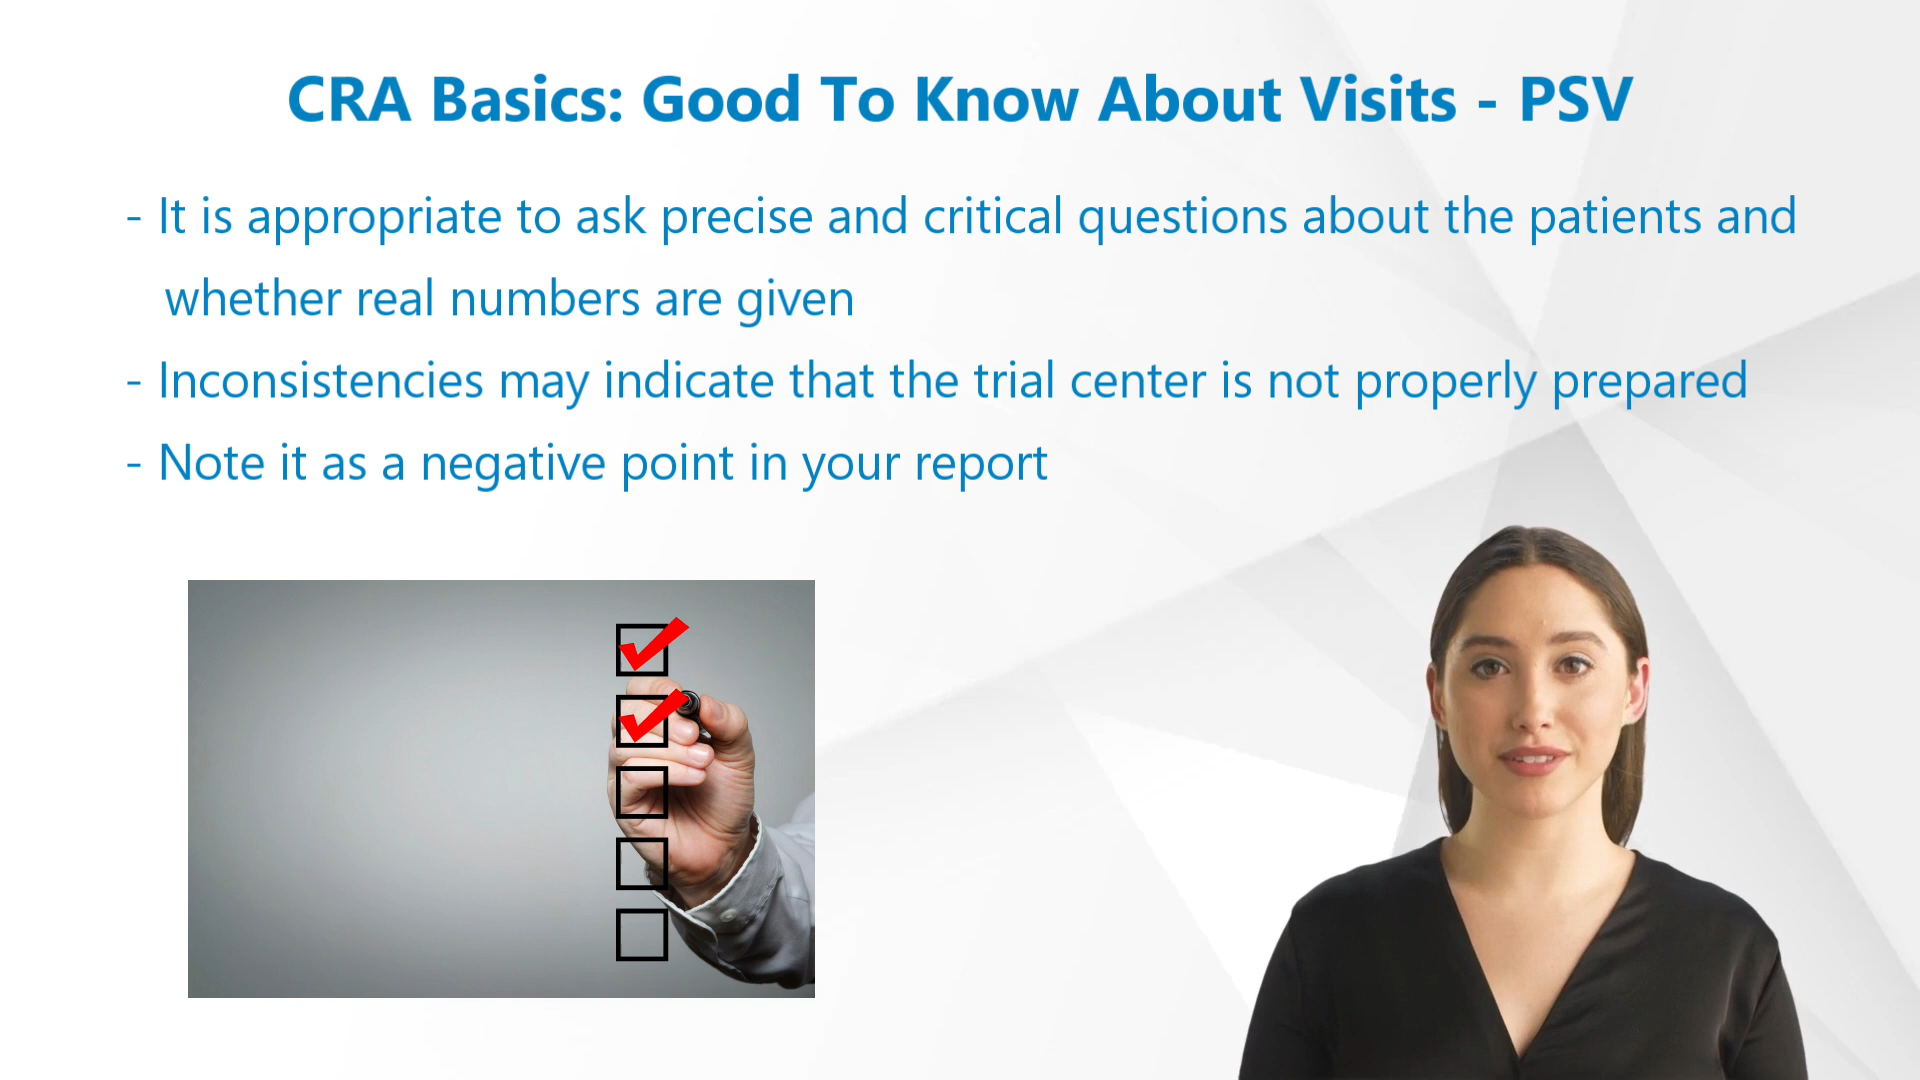 CRA Basics: Good To Know About Visits - PSV
- It is appropriate to ask precise and critical questions about the patients and
whether real numbers are given
- Inconsistencies may indicate that the trial center is not properly prepared
- Note it as a negative point in your report